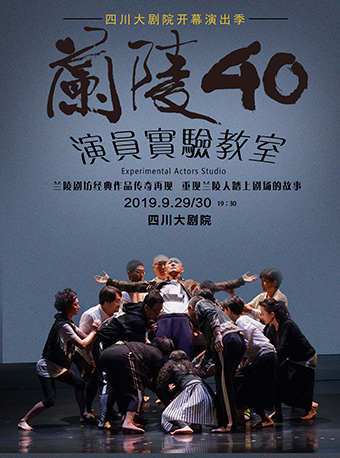 四川大剧院开幕演出季
蘭陵40
演員實驗教室
Experimental Actors Studio
兰陵剧坊经典作品传奇再现 重现兰陵人踏上剧场的故事
2019.9.29/30 19:30
四川大剧院